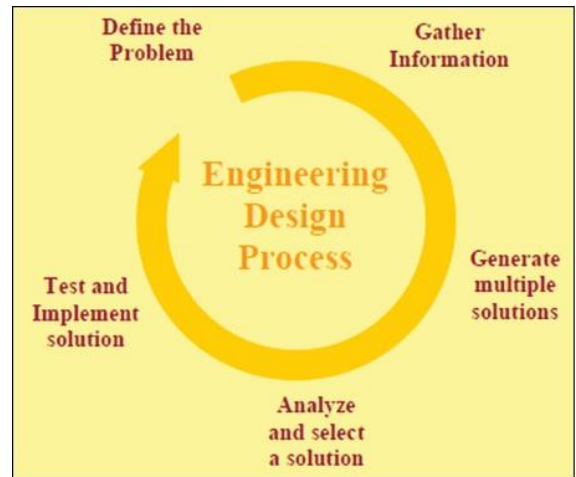 Define the
Problem
Gather
Information
Engineering
Design
Process
Generate
multiple
solutions
Test and
Implement
solution
Analyze
and select
a solution